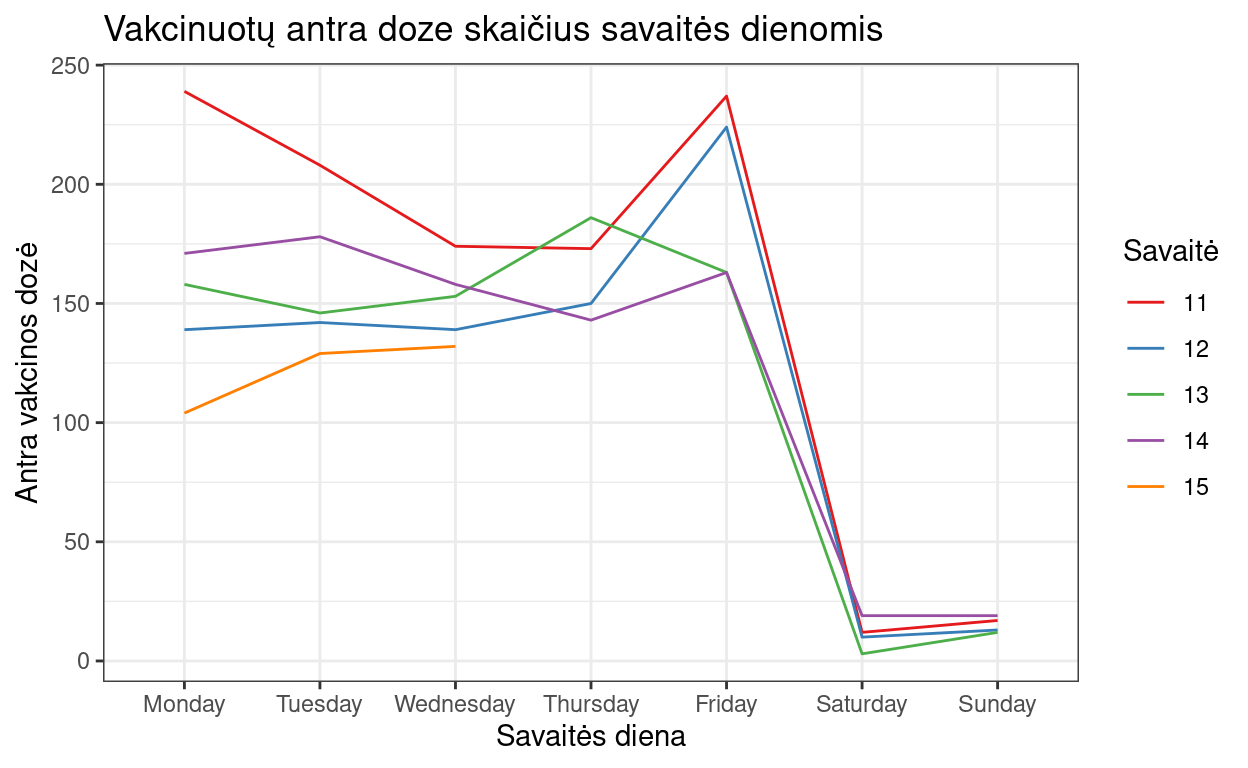 Vakcinuotų antra doze skaičius savaitės dienomis
Antra vakcinos dozė
250
200
150
100
50
0
Monday Tuesday Wednesday Thursday Friday Saturday Sunday
Savaitės diena
Savaitė
11
12
13
14
15